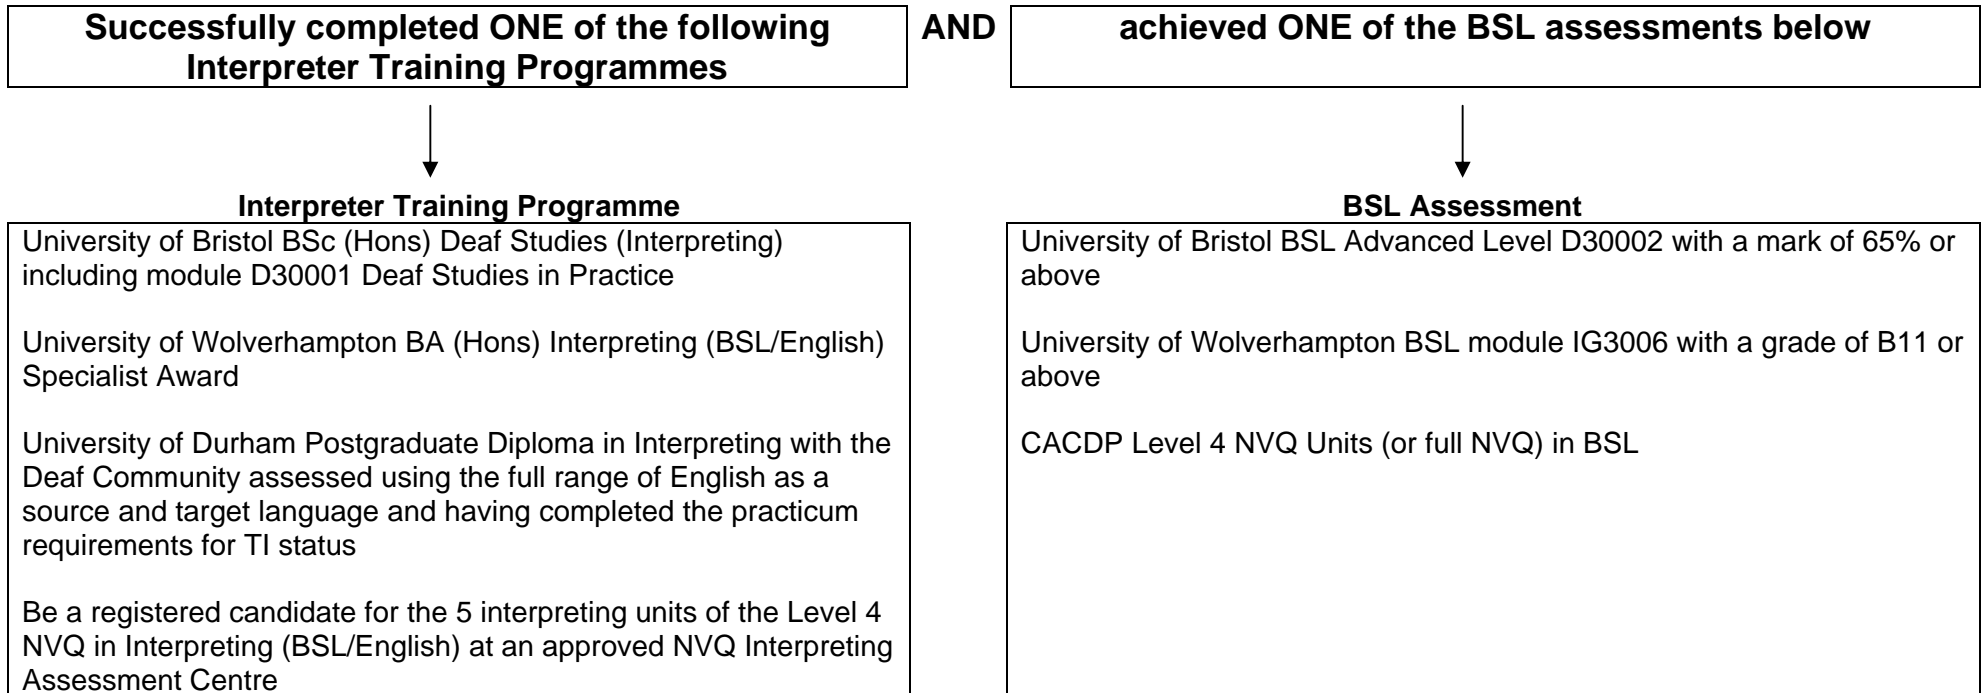 Successfully completed ONE of the following
Interpreter Training Programmes
AND
achieved ONE of the BSL assessments below
Interpreter Training Programme
University of Bristol BSc (Hons) Deaf Studies (Interpreting)
including module D30001 Deaf Studies in Practice
University of Wolverhampton BA (Hons) Interpreting (BSL/English)
Specialist Award
University of Durham Postgraduate Diploma in Interpreting with the
Deaf Community assessed using the full range of English as a
source and target language and having completed the practicum
requirements for TI status
Be a registered candidate for the 5 interpreting units of the Level 4
NVQ in Interpreting (BSL/English) at an approved NVQ Interpreting
Assessment Centre
BSL Assessment
University of Bristol BSL Advanced Level D30002 with a mark of 65% or
above
University of Wolverhampton BSL module IG3006 with a grade of B11 or
above
CACDP Level 4 NVQ Units (or full NVQ) in BSL